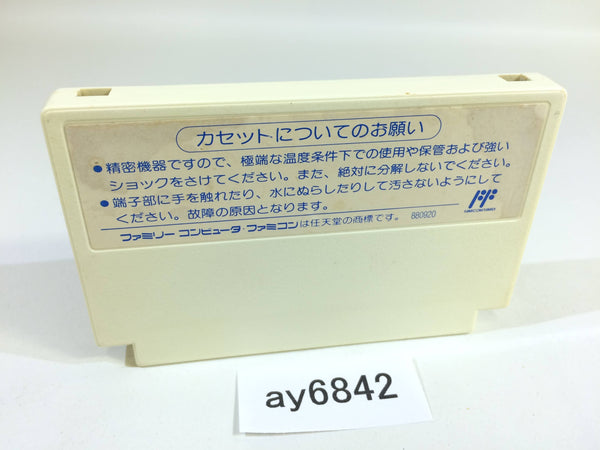 カセットについてのお願い
●精密機器ですので、極端な温度条件下での使用や保管および強い
ショックをさけてください。また、絶対に分解しないでください。
●端子部に手を触れたり、水にぬらしたりして汚さないようにして
ください。故障の原因となります。
ファミリー コンピュータ・ファミコンは任天堂の商標です。 880920
ay6842